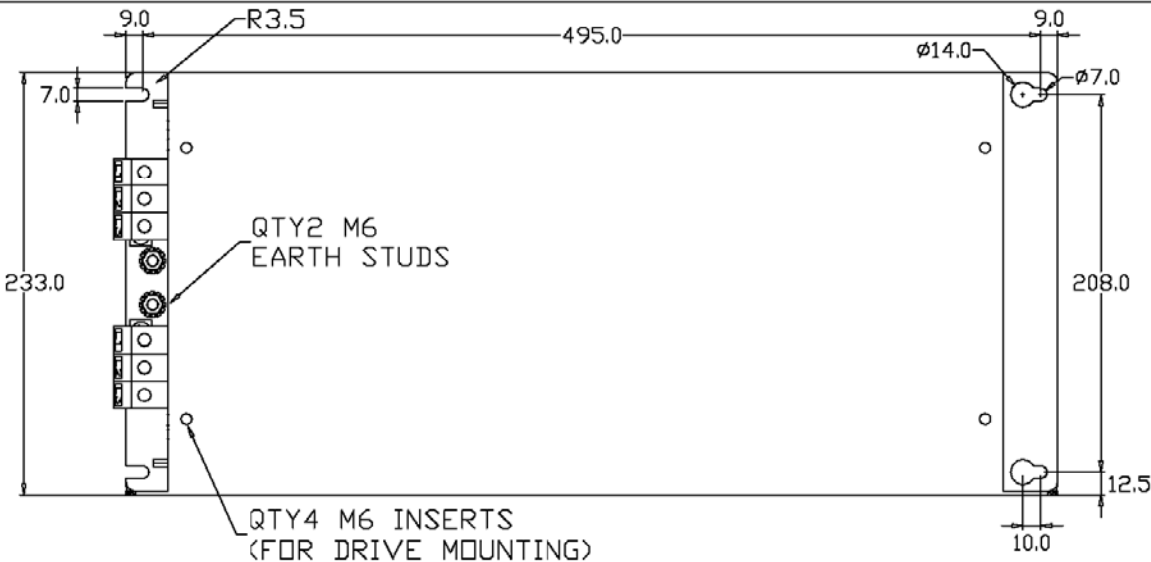 9.0
R3.5
495.0
9.0
ø14.0
ø7.0
7.0
QTY2 M6
EARTH STUDS
233.0
208.0
12.5
QTY4 M6 INSERTS
(FOR DRIVE MOUNTING)
10.0